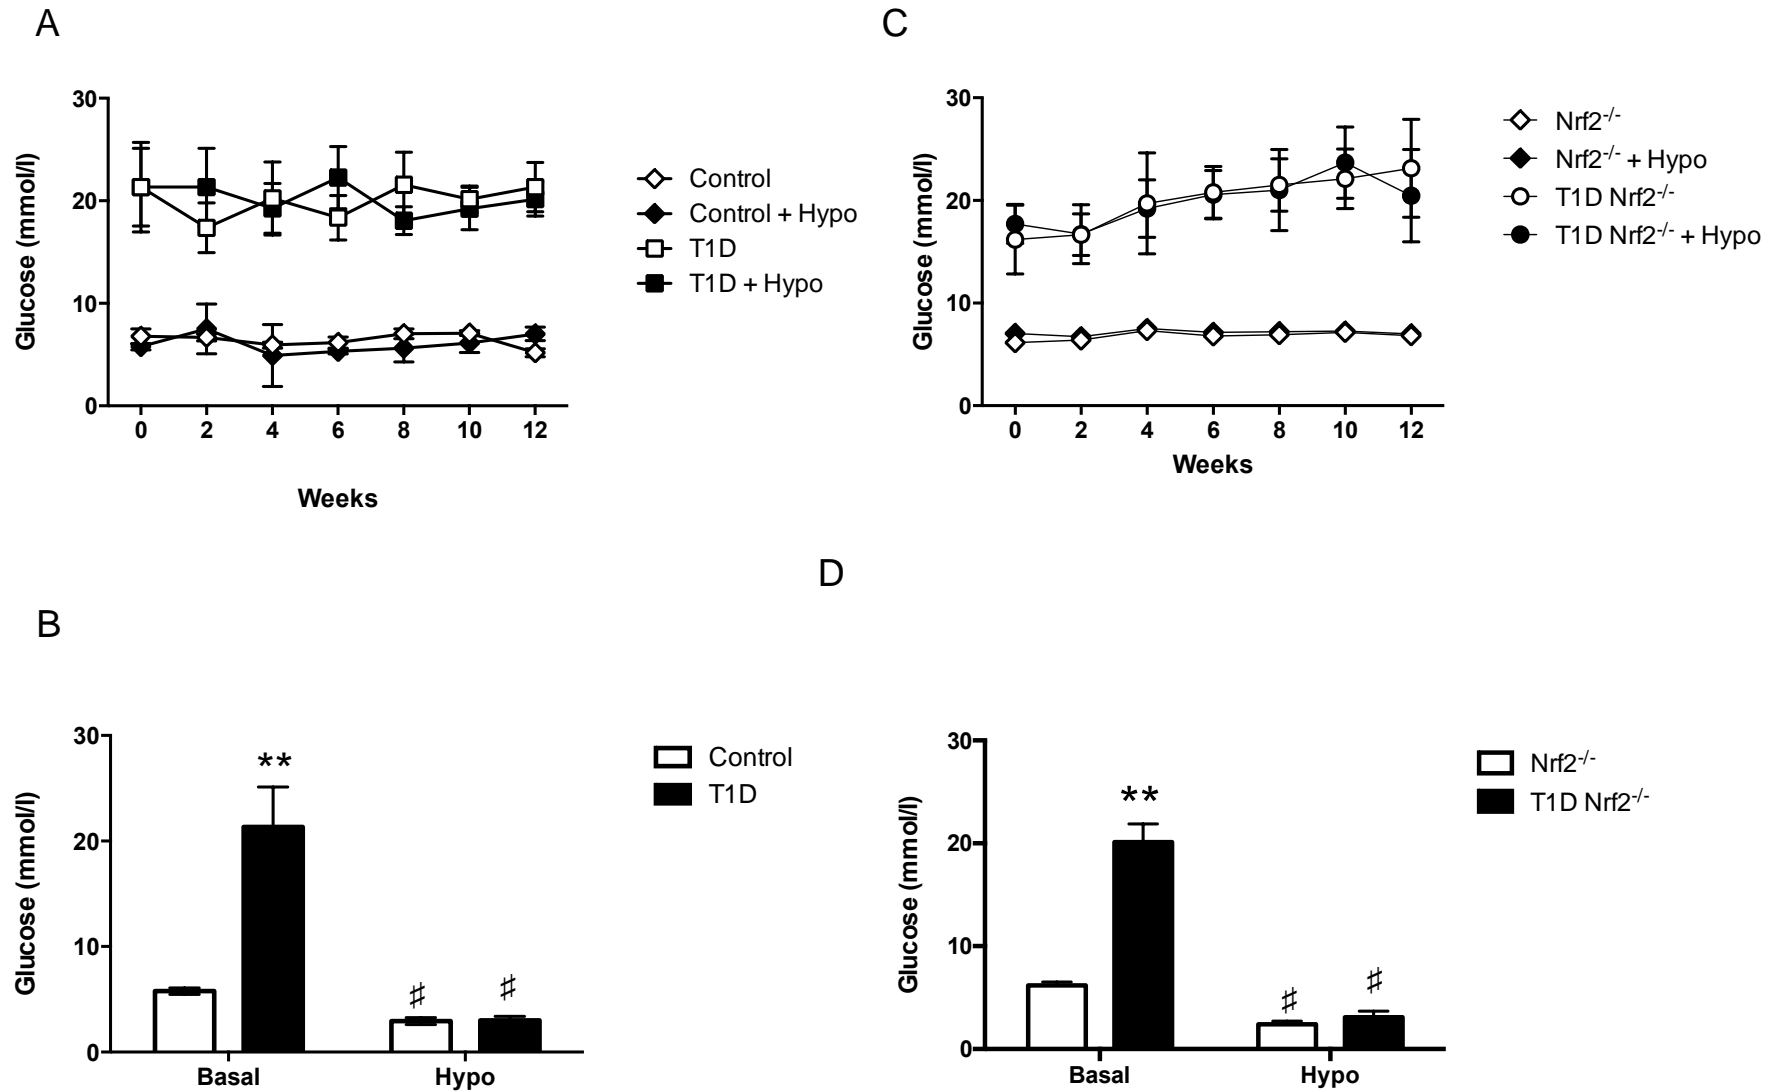 A
Glucose (mmol/l)
30
20
10
0
0 2 4 6 8 10 12
Weeks
Control
Control + Hypo
T1D
T1D + Hypo
C
Glucose (mmol/l)
30
20
10
0
0 2 4 6 8 10 12
Weeks
Nrf2-/-
Nrf2-/- + Hypo
T1D Nrf2-/-
T1D Nrf2-/- + Hypo
B
Glucose (mmol/l)
30
20
10
0
**
♯ ♯
Basal Hypo
Control
T1D
D
Glucose (mmol/l)
30
20
10
0
**
♯ ♯
Basal Hypo
Nrf2-/-
T1D Nrf2-/-